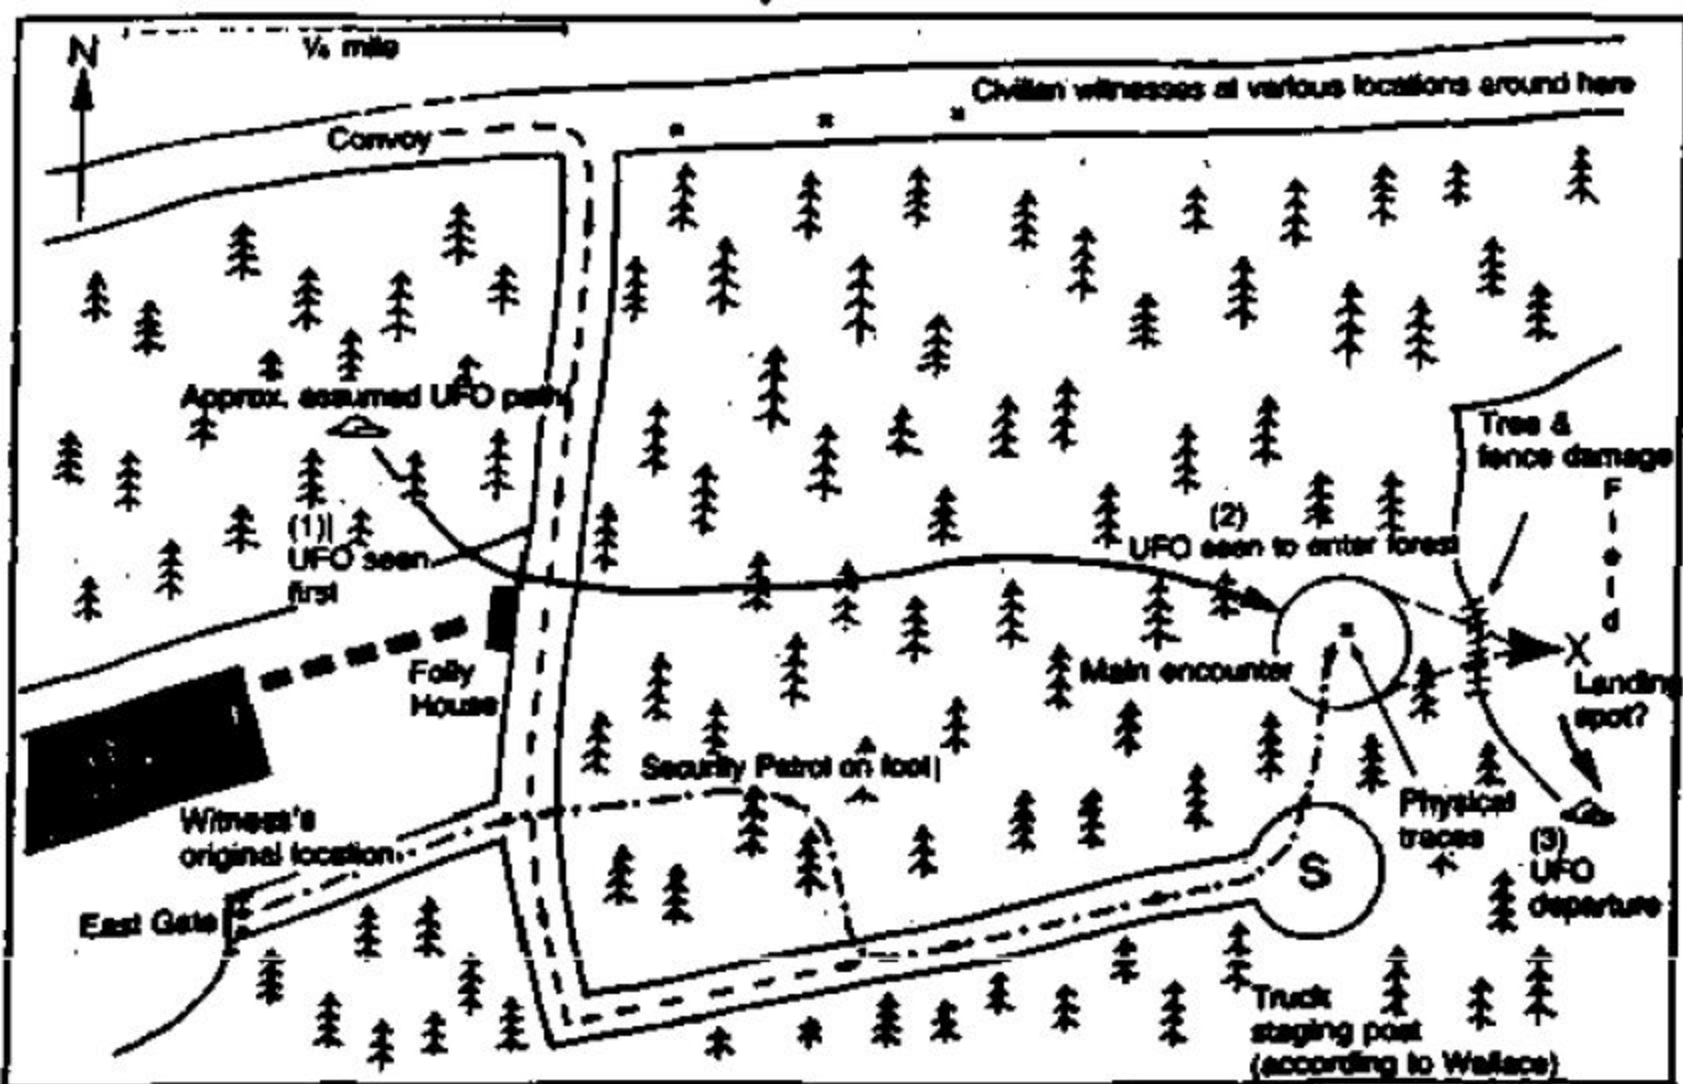 N
¼ mile
Civilian witnesses at various locations around here
Convoy
Approx. assumed UFO path
Tree &
fence damage
Field
(1)
UFO seen
first
(2)
UFO seen to enter forest
Folly
House
Main encounter
Landing
spot?
Security Patrol on foot
Witness's
original location
Physical
traces
(3)
UFO
departure
S
East Gate
Truck
staging post
(according to Wallace)